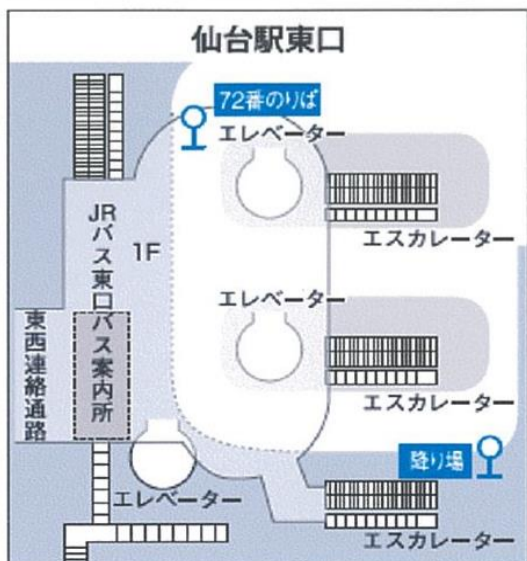 仙台駅東口
72番のりば
エレベーター
エスカレーター
JRバス東口バス案内所
1F
エレベーター
東西連絡通路
エスカレーター
降り場
エレベーター
エスカレーター